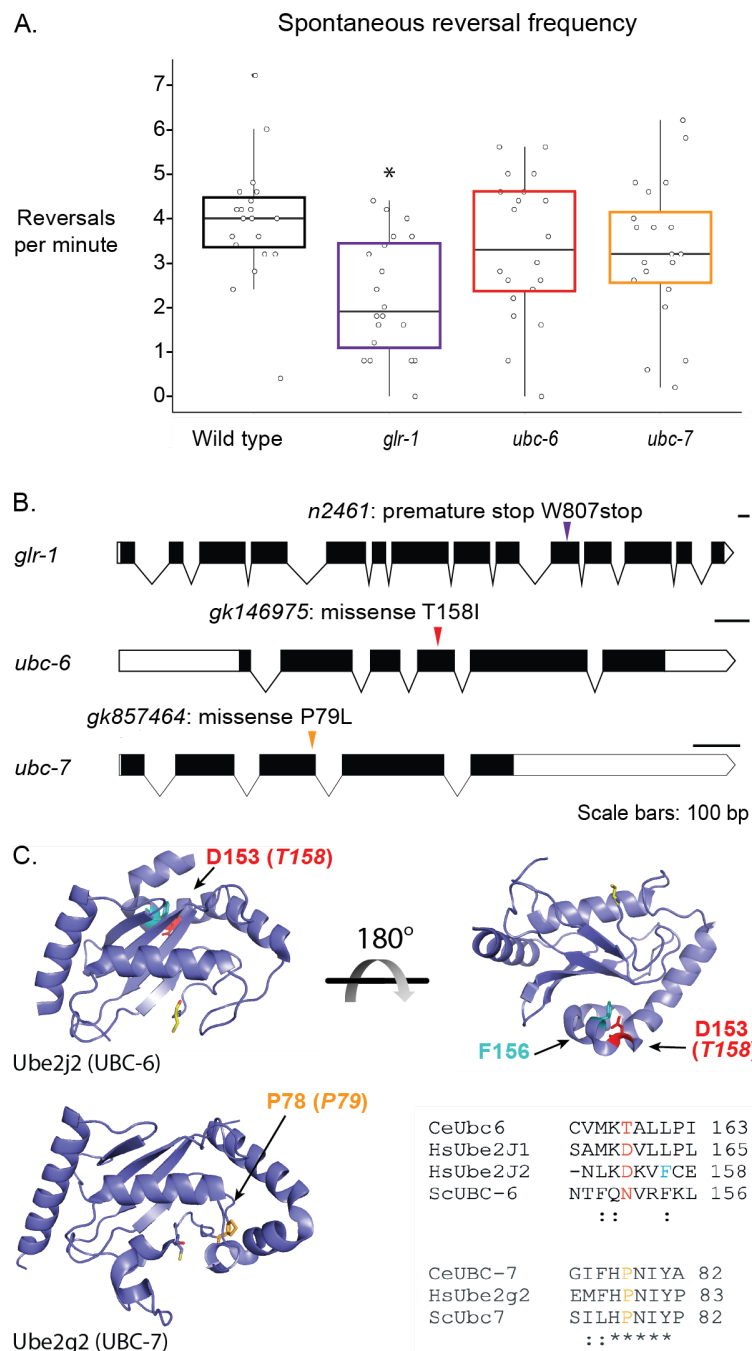 A.
Spontaneous reversal frequency
7
6
5
4
3
2
1
0
Reversals
per minute
*
Wild type
glr-1
ubc-6
ubc-7
B.
n2461: premature stop W807stop
glr-1
gk146975: missense T158I
ubc-6
gk857464: missense P79L
ubc-7
Scale bars: 100 bp
C.
D153 (T158)
180°
F156
D153
(T158)
Ube2j2 (UBC-6)
P78 (P79)
Ube2g2 (UBC-7)
CeUbc6 CVMKTALLPI 163
HsUbe2J1 SAMKDVLLPL 165
HsUbe2J2 -NLKDKVFCE 158
ScUBC-6 NTFQNVRFKL 156
:: :
CeUBC-7 GIFHPNIYA 82
HsUbe2g2 EMFHPNIYP 83
ScUbc7 SILHPNIYP 82
::*****